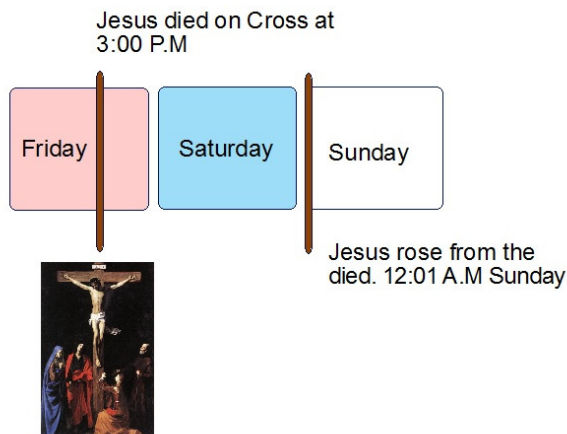 Jesus died on Cross at
3:00 P.M
Friday
Saturday
Sunday
Jesus rose from the
died. 12:01 A.M Sunday